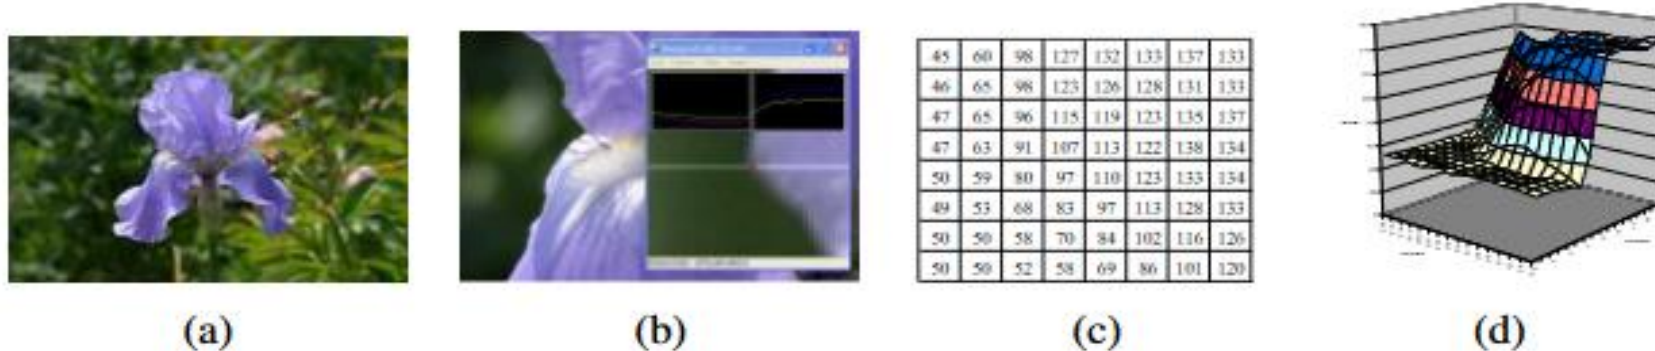 45 60 98 127 132 133 137 133
46 65 98 123 126 128 131 133
47 65 96 115 119 123 135 137
47 63 91 107 113 122 138 134
50 59 80 97 110 123 133 134
49 53 68 83 97 113 128 133
50 50 58 70 84 102 116 126
50 50 52 58 69 86 101 120
(a) (b) (c) (d)